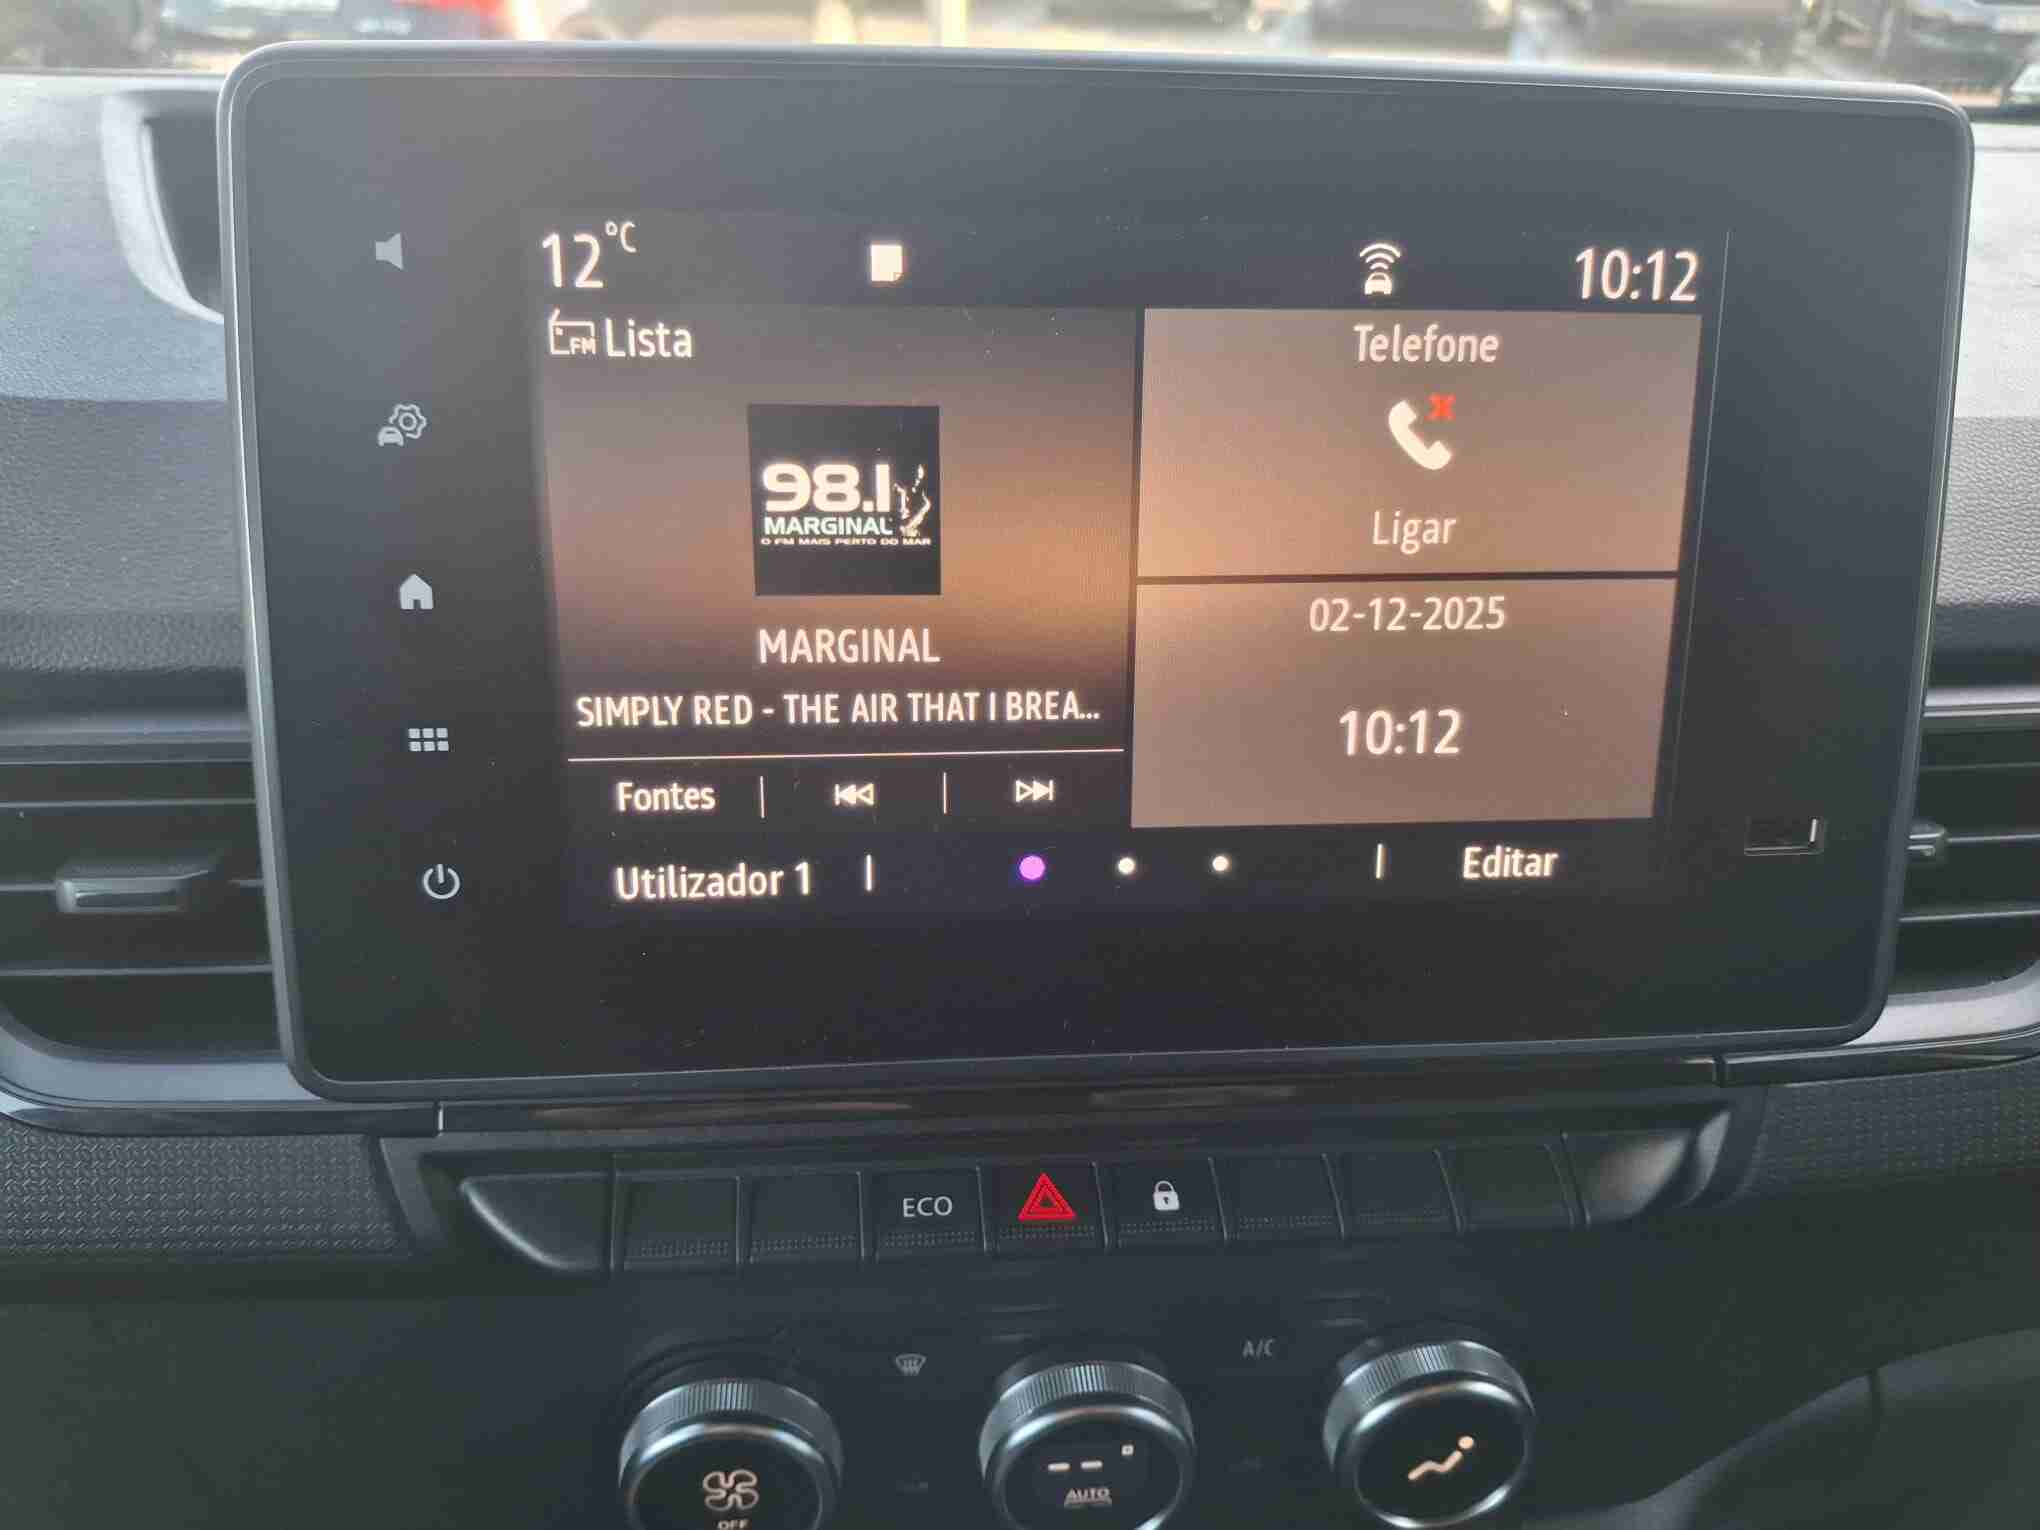 12°C
10:12
FM Lista
98.1
MARGINAL
O FM MAIS PERTO DO MAR
MARGINAL
SIMPLY RED - THE AIR THAT I BREA...
Fontes
Telefone
Ligar
02-12-2025
10:12
Utilizador 1
Editar
ECO
A/C
AUTO
OFF